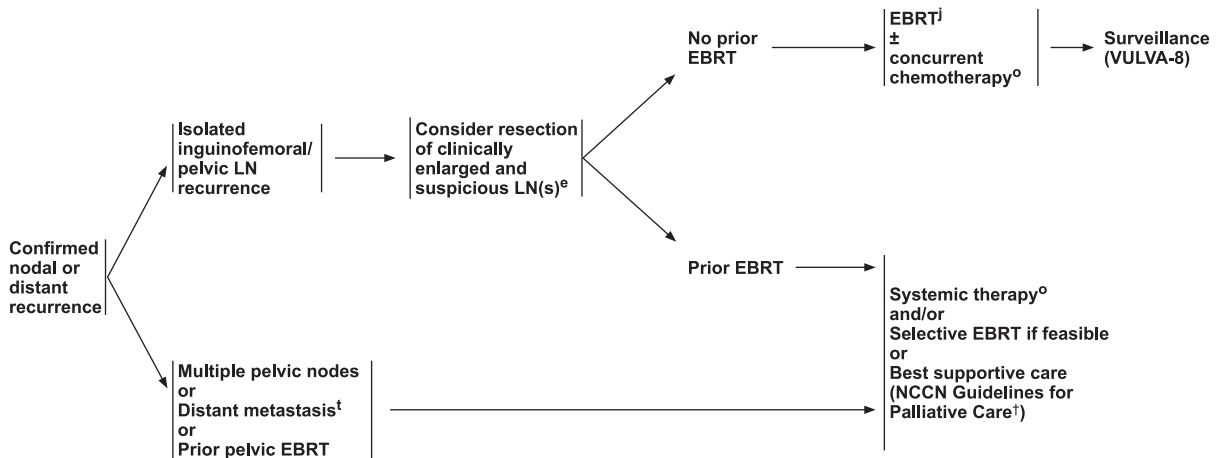 Confirmed
nodal or
distant
recurrence
Isolated
inguinofemoral/
pelvic LN
recurrence
Consider resection
of clinically
enlarged and
suspicious LN(s)e
No prior
EBRT
EBRTj
±
concurrent
chemotherapyo
Surveillance
(VULVA-8)
Prior EBRT
Multiple pelvic nodes
or
Distant metastasist
or
Prior pelvic EBRT
Systemic therapyo
and/or
Selective EBRT if feasible
or
Best supportive care
(NCCN Guidelines for
Palliative Care†)